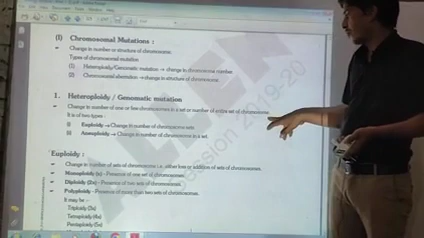 (I) Chromosomal Mutations :
Change in number or structure of chromosome.
Types of chromosomal mutation
(1) Heteroploidy/Genomatic mutation → change in chromosome number
(2) Chromosomal aberration → change in structure of chromosome.
1. Heteroploidy / Genomatic mutation
Change in number of one or few chromosomes in a set or number of entire set of chromosome.
It is of two types :
(i) Euploidy → Change in number of chromosome sets
(ii) Aneuploidy → Change in number of chromosome in a set.
Euploidy :
Change in number of sets of chromosome i.e. either loss or addition of sets of chromosomes.
Monoploidy (x) - Presence of one set of chromosomes.
Diploidy (2x) - Presence of two sets of chromosomes.
Polyploidy - Presence of more than two sets of chromosomes.
It may be :-
Triploidy (3x)
Tetraploidy (4x)
Pentaploidy (5x)
ALLEN
Session 2019-20